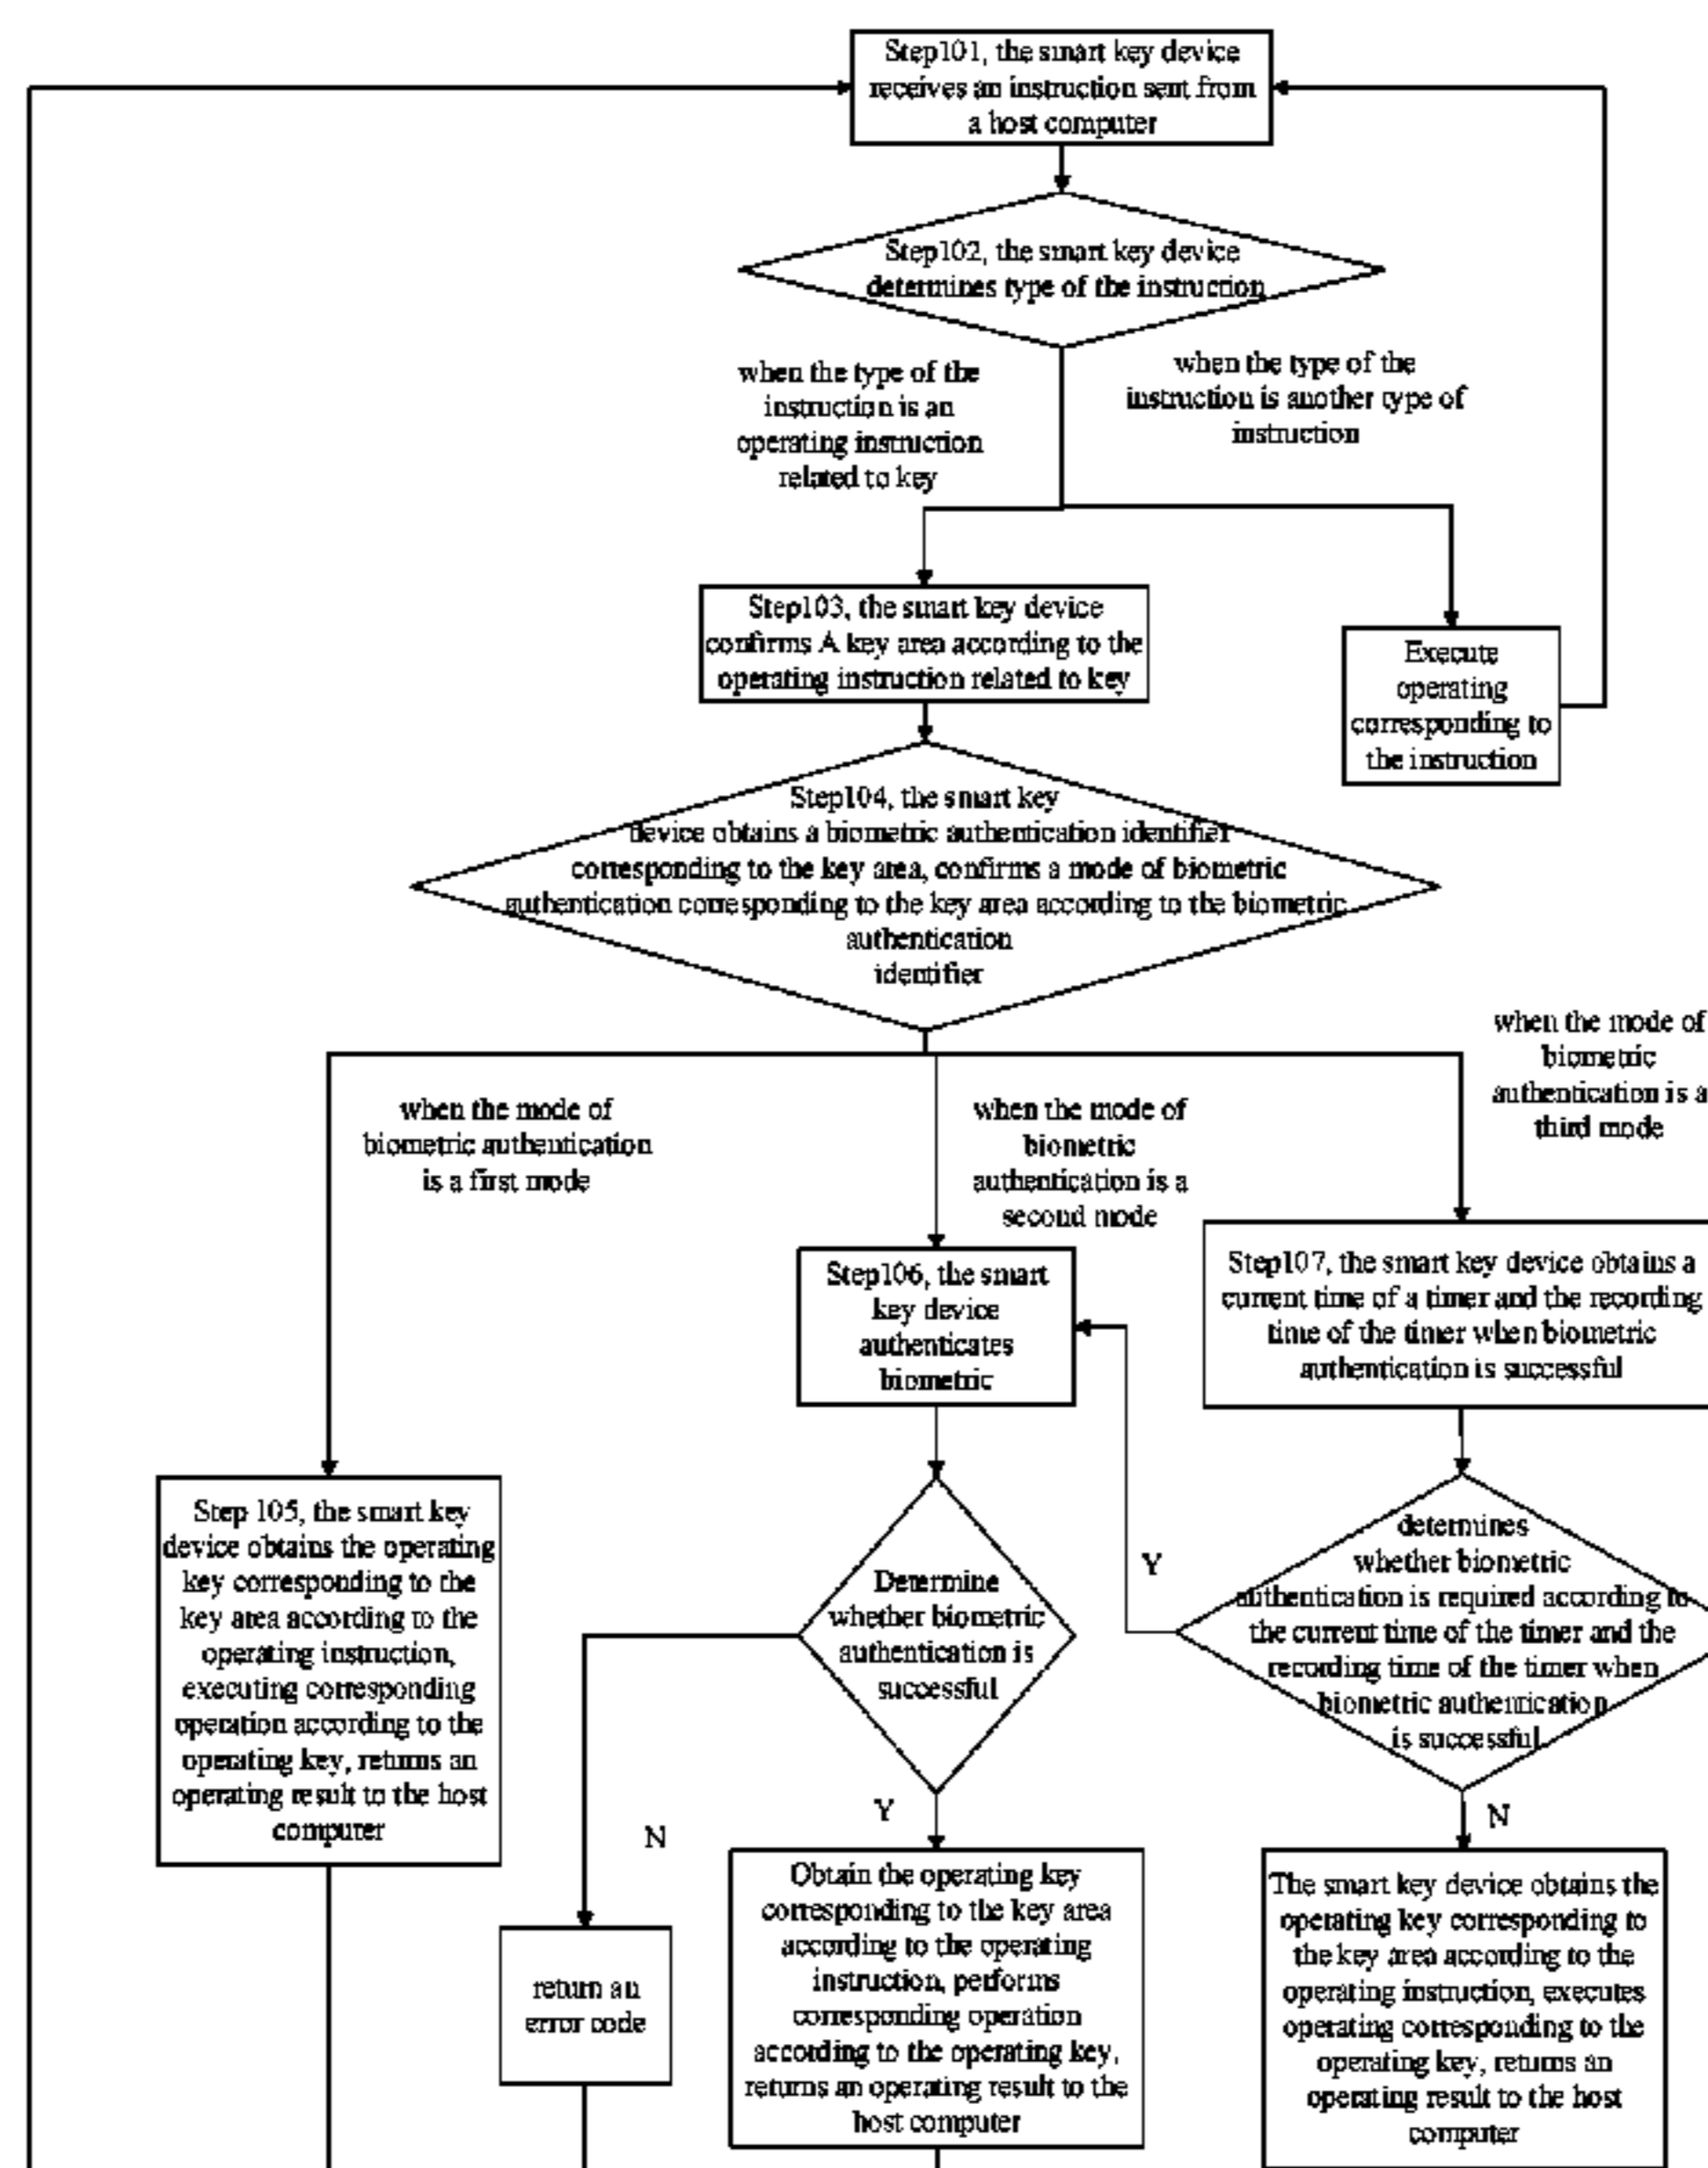 Step101, the smart key device
receives an instruction sent from
a host computer
Step102, the smart key device
determines type of the instruction
when the type of the
instruction is an
operating instruction
related to key
when the type of the
instruction is another type of
instruction
Step103, the smart key device
confirms A key area according to the
operating instruction related to key
Execute
operating
corresponding to
the instruction
Step104, the smart key
device obtains a biometric authentication identifier
corresponding to the key area, confirms a mode of biometric
authentication corresponding to the key area according to the biometric
authentication
identifier
when the mode of
biometric authentication
is a first mode
when the mode of
biometric
authentication is a
second mode
when the mode of
biometric
authentication is a
third mode
Step106, the smart
key device
authenticates
biometric
Step107, the smart key device obtains a
current time of a timer and the recording
time of the timer when biometric
authentication is successful
Step 105, the smart key
device obtains the operating
key corresponding to the
key area according to the
operating instruction,
executing corresponding
operation according to the
operating key, returns an
operating result to the host
computer
Determine
whether biometric
authentication is
successful
Y
determines
whether biometric
authentication is required according to
the current time of the timer and the
recording time of the timer when
biometric authentication
is successful
N
Y
N
return an
error code
Obtain the operating key
corresponding to the key area
according to the operating
instruction, performs
corresponding operation
according to the operating key,
returns an operating result to the
host computer
The smart key device obtains the
operating key corresponding to
the key area according to the
operating instruction, executes
operating corresponding to the
operating key, returns an
operating result to the host
computer